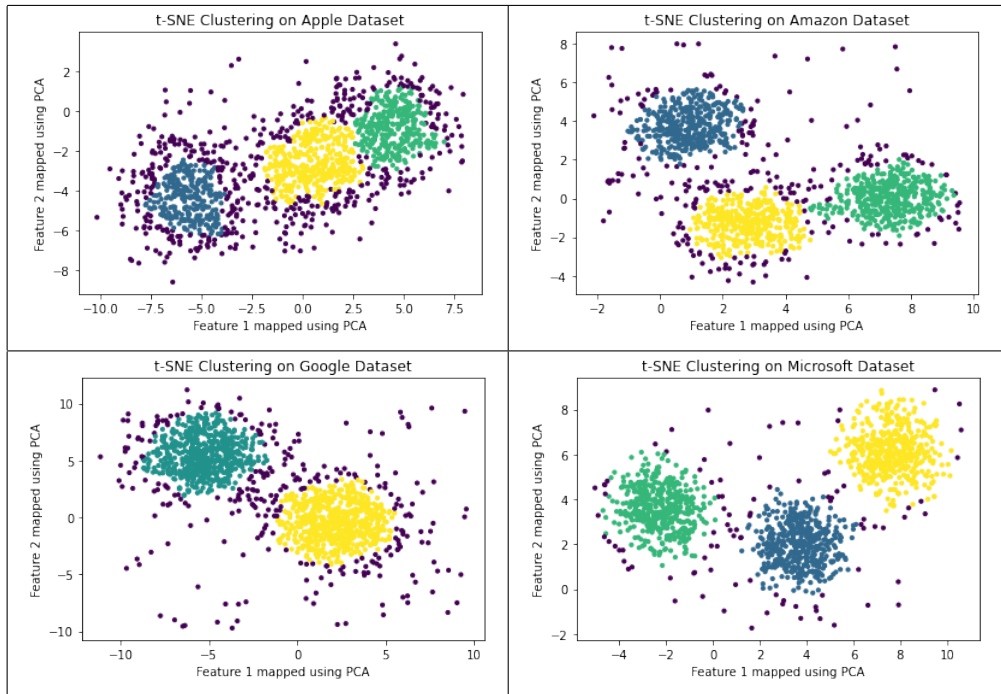 t-SNE Clustering on Apple Dataset
Feature 2 mapped using PCA
2
0
−2
−4
−6
−8
−10.0 −7.5 −5.0 −2.5 0.0 2.5 5.0 7.5
Feature 1 mapped using PCA
t-SNE Clustering on Amazon Dataset
Feature 2 mapped using PCA
8
6
4
2
0
−2
−4
−2 0 2 4 6 8 10
Feature 1 mapped using PCA
t-SNE Clustering on Google Dataset
Feature 2 mapped using PCA
10
5
0
−5
−10
−10 −5 0 5 10
Feature 1 mapped using PCA
t-SNE Clustering on Microsoft Dataset
Feature 2 mapped using PCA
8
6
4
2
0
−2
−4 −2 0 2 4 6 8 10
Feature 1 mapped using PCA